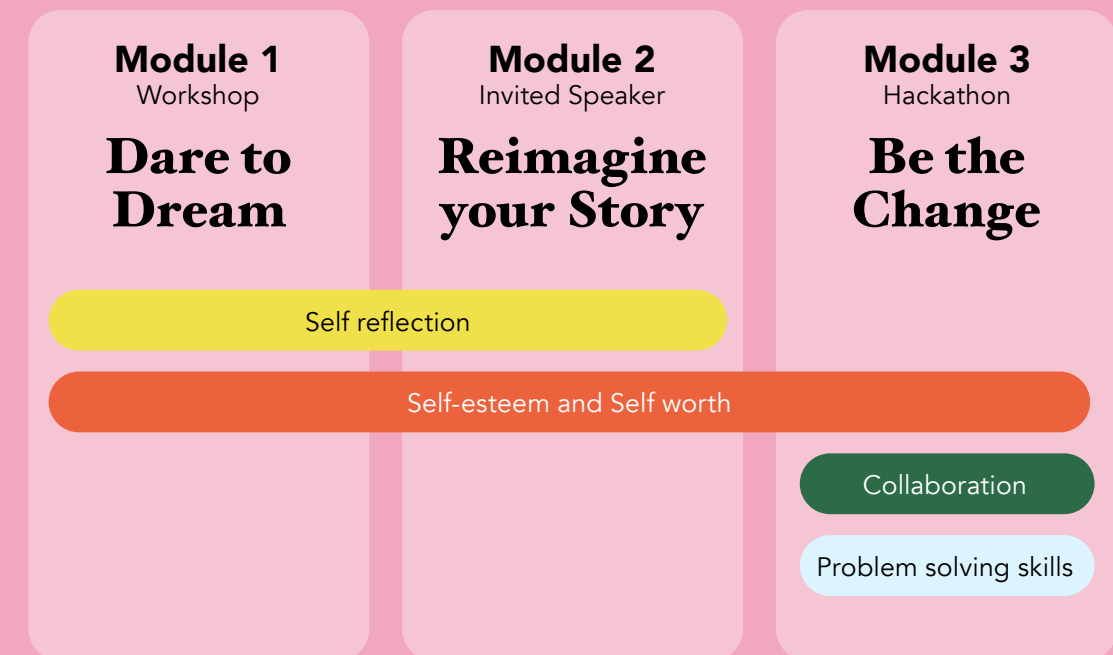 Module 1
Workshop
Dare to
Dream
Module 2
Invited Speaker
Reimagine
your Story
Module 3
Hackathon
Be the
Change
Self reflection
Self-esteem and Self worth
Collaboration
Problem solving skills